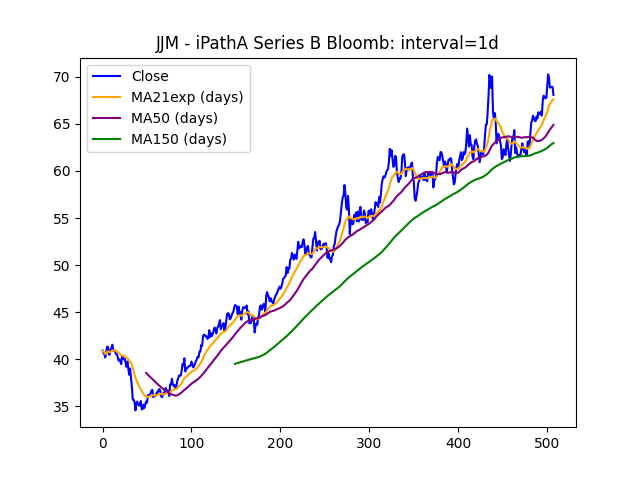 JJM - iPathA Series B Bloomb: interval=1d
Close
MA21exp (days)
MA50 (days)
MA150 (days)
70
65
60
55
50
45
40
35
0 100 200 300 400 500